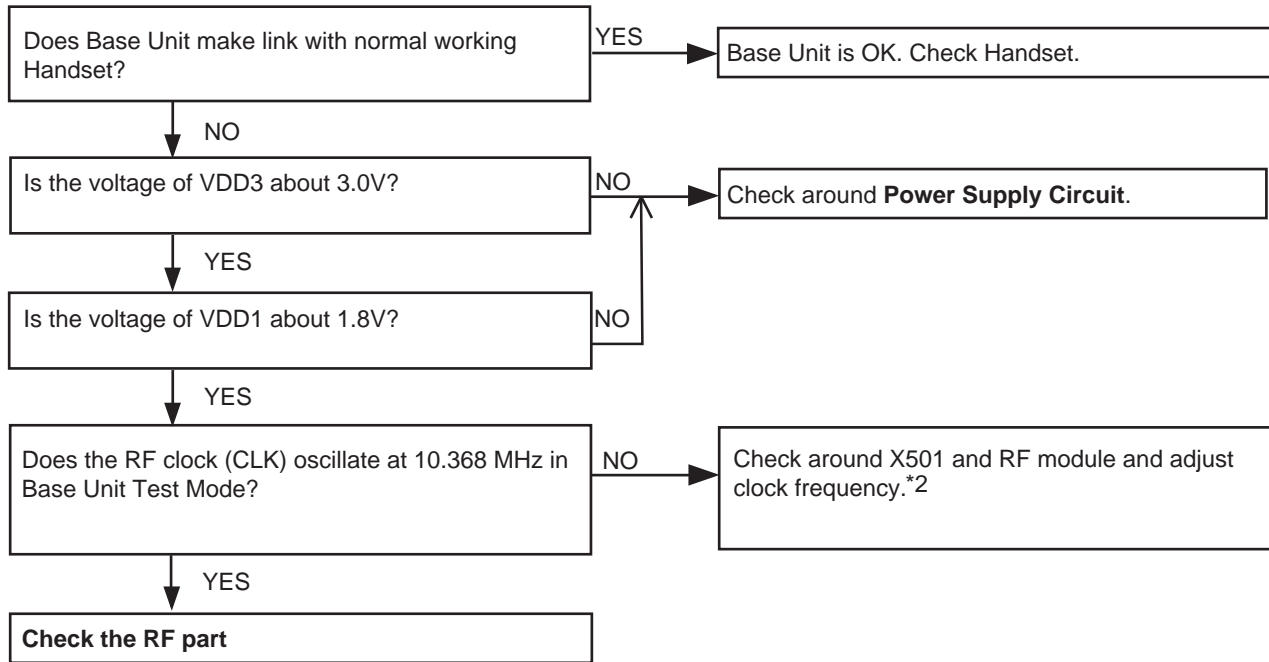 Does Base Unit make link with normal working
Handset?
YES
Base Unit is OK. Check Handset.
NO
Is the voltage of VDD3 about 3.0V?
NO
Check around Power Supply Circuit.
YES
Is the voltage of VDD1 about 1.8V?
NO
YES
Does the RF clock (CLK) oscillate at 10.368 MHz in
Base Unit Test Mode?
NO
Check around X501 and RF module and adjust
clock frequency.*2
YES
Check the RF part